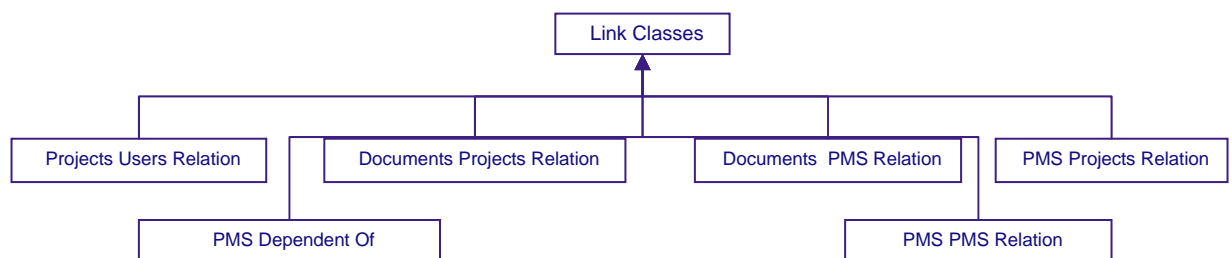 Link Classes
Projects Users Relation
Documents Projects Relation
Documents  PMS Relation
PMS Projects Relation
PMS Dependent Of
PMS PMS Relation